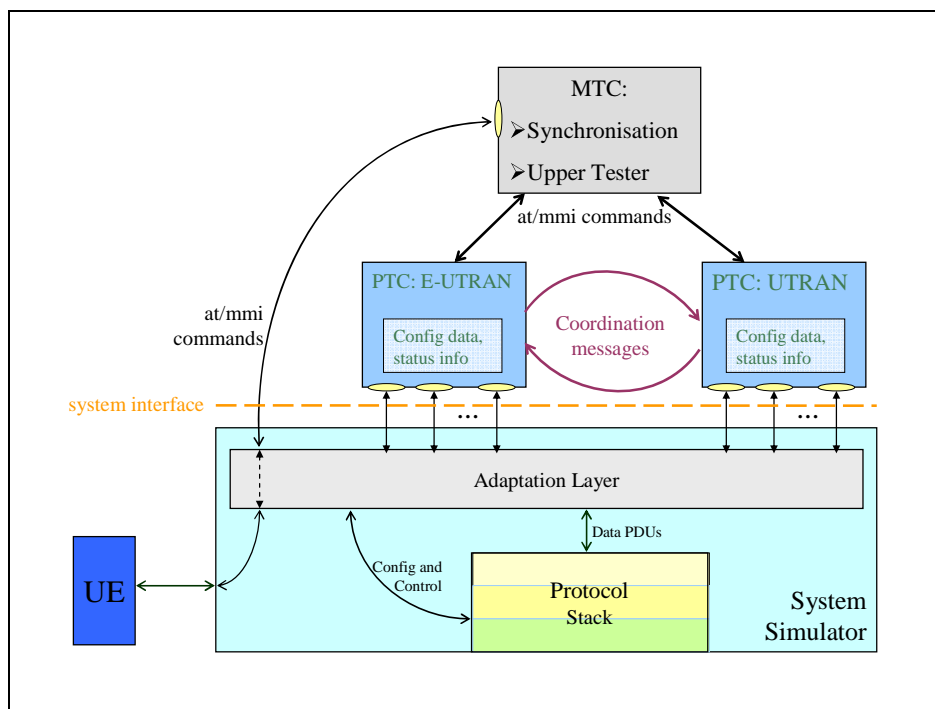 MTC:
➤Synchronisation
➤Upper Tester
at/mmi commands
PTC: E-UTRAN
PTC: UTRAN
Config data,
status info
Coordination
messages
Config data,
status info
at/mmi
commands
system interface
...
...
Adaptation Layer
Data PDUs
Config and
Control
UE
Protocol
Stack
System
Simulator